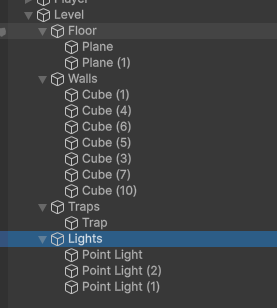 Player
Level
Floor
Plane
Plane (1)
Walls
Cube (1)
Cube (4)
Cube (6)
Cube (5)
Cube (3)
Cube (7)
Cube (10)
Traps
Trap
Lights
Point Light
Point Light (2)
Point Light (1)